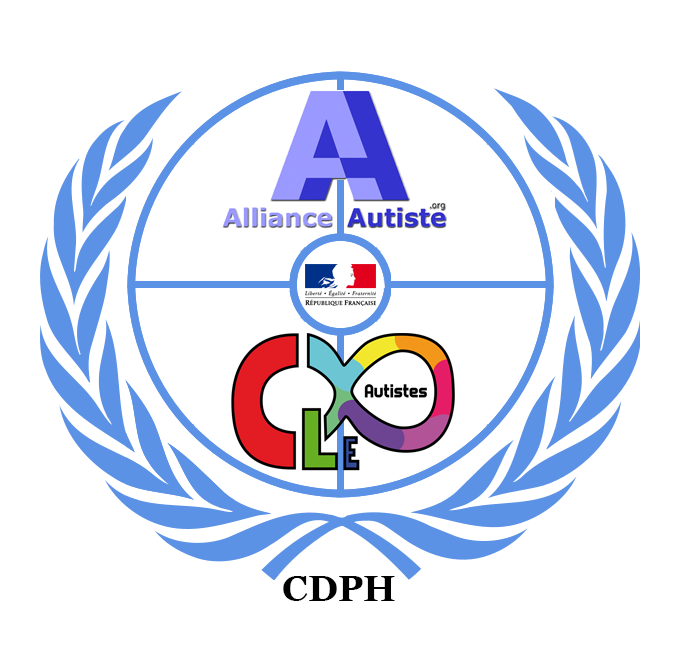 AA
.org
Alliance Autiste
Liberté • Égalité • Fraternité
RÉPUBLIQUE FRANÇAISE
CLE
Autistes
CDPH